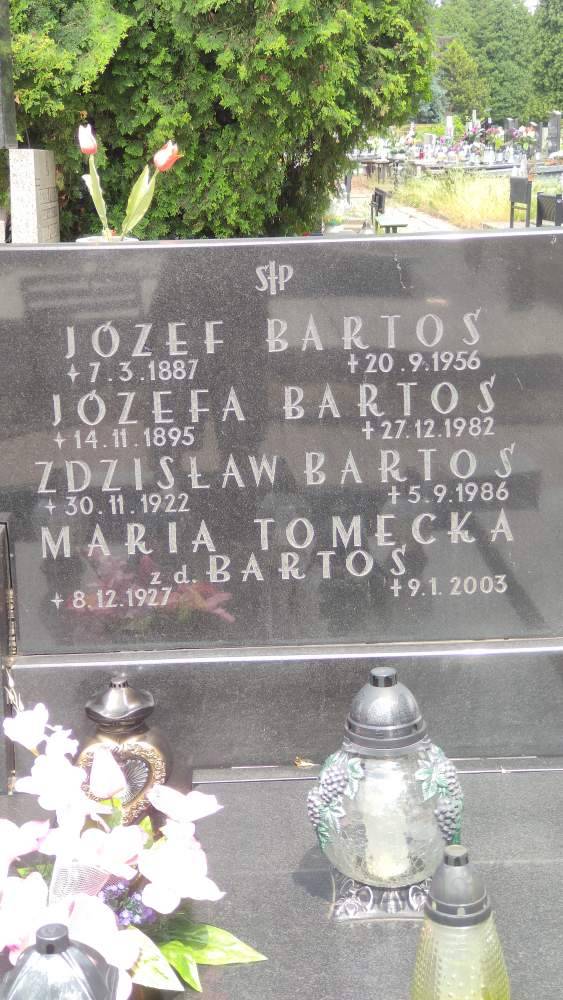 Ś†P
JÓZEF BARTOŚ
7.3.1887 +20.9.1956
JÓZEFA BARTOŚ
14.11.1895 +27.12.1982
ZDZISŁAW BARTOŚ
30.11.1922 +5.9.1986
MARIA TOMECKA
z d. BARTOŚ
8.12.1927 +9.1.2003